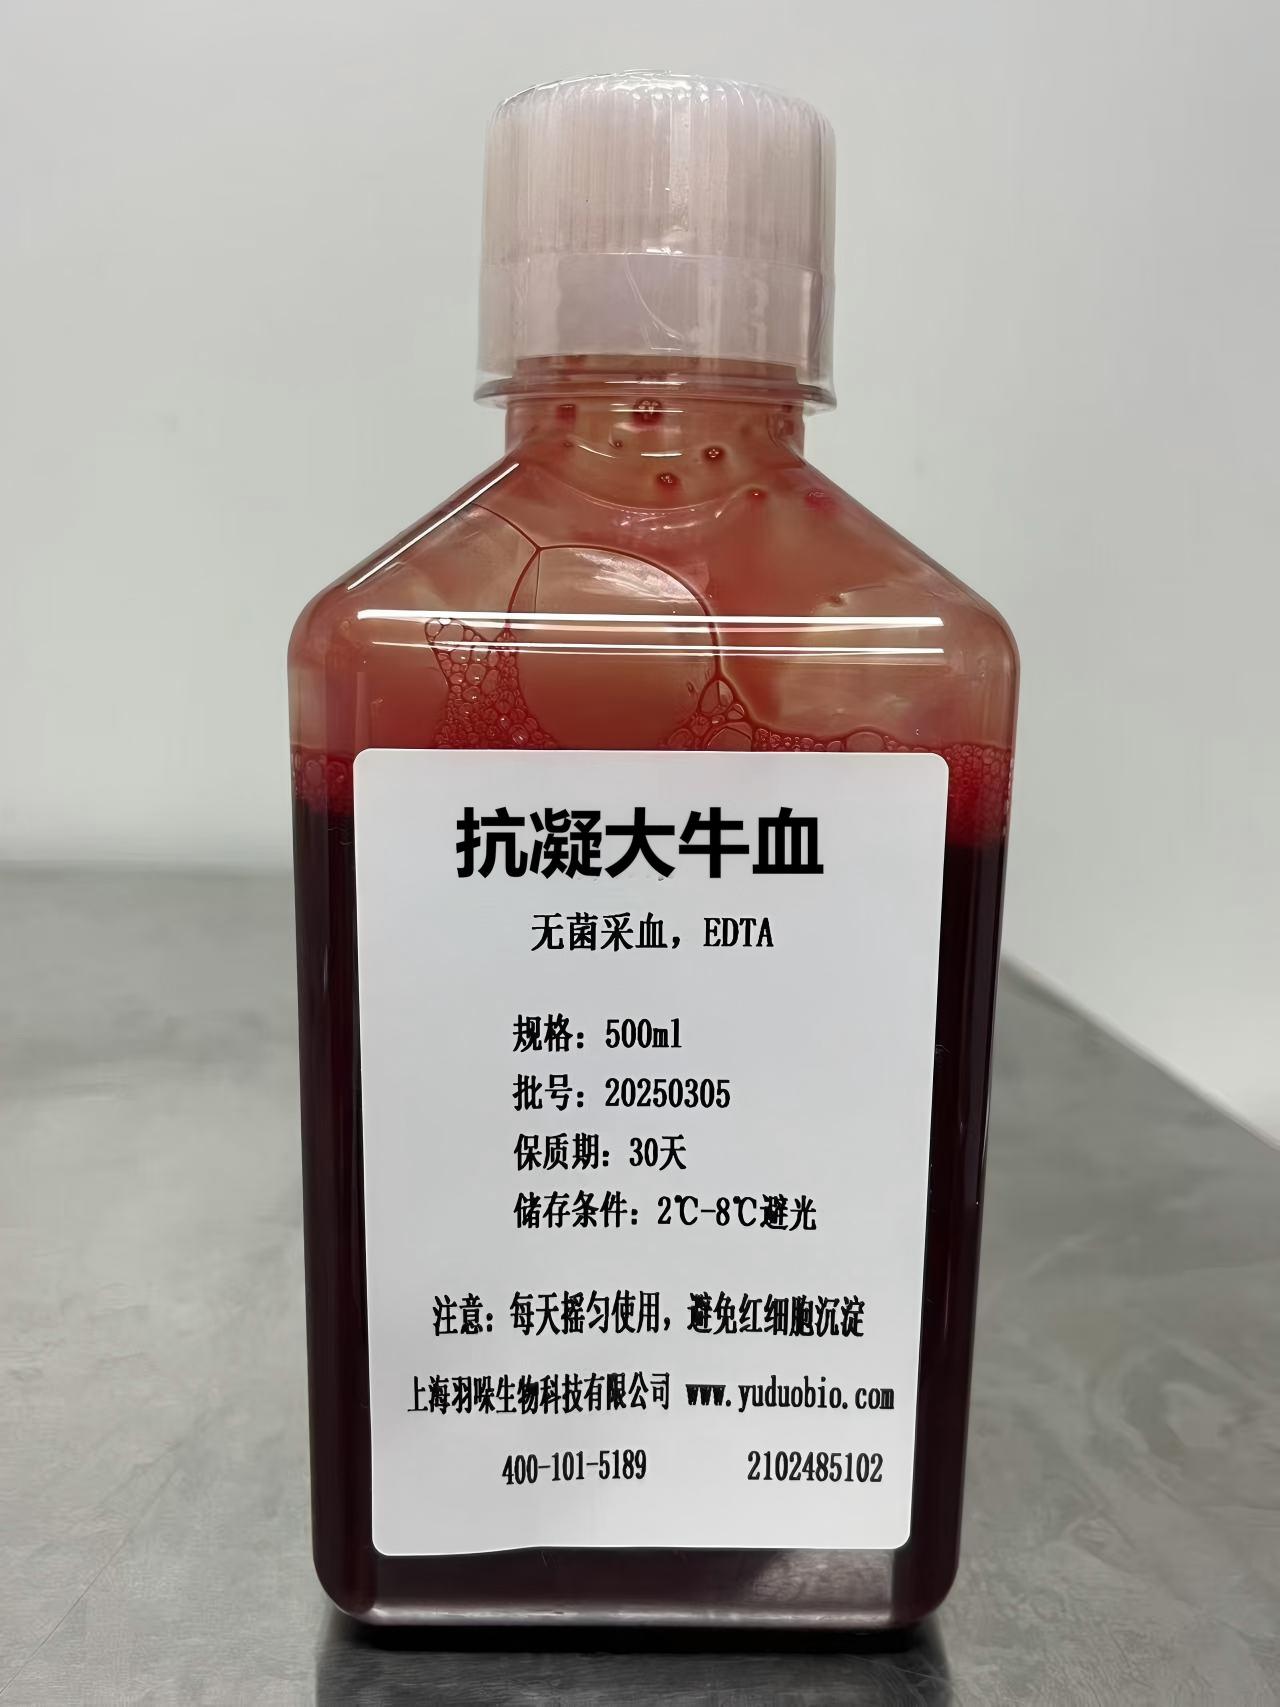 抗凝大牛血
无菌采血，EDTA
规格：500ml
批号：20250305
保质期：30天
储存条件：2℃-8℃避光
注意：每天摇匀使用，避免红细胞沉淀
上海羽哚生物科技有限公司 www.yuduobio.com
400-101-5189 2102485102